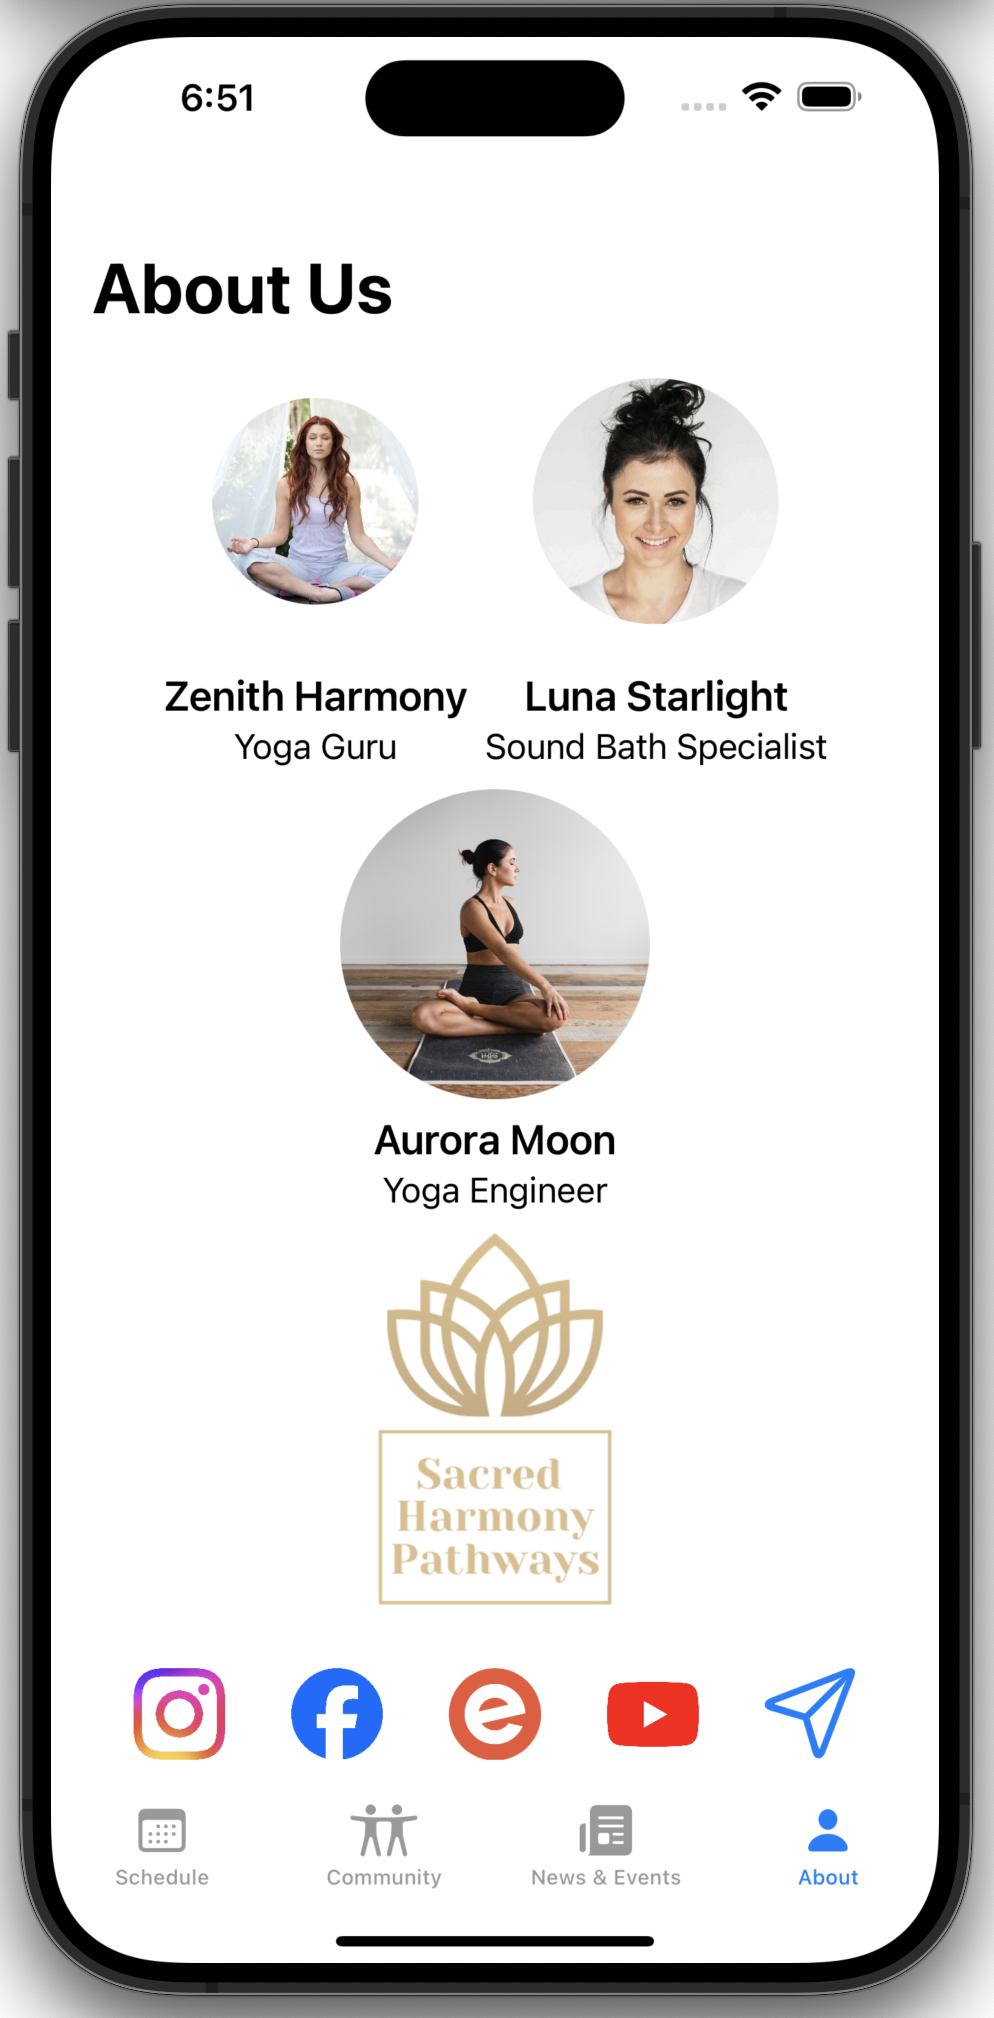 6:51
About Us
Zenith Harmony
Yoga Guru
Luna Starlight
Sound Bath Specialist
Aurora Moon
Yoga Engineer
Sacred
Harmony
Pathways
Schedule
Community
News & Events
About